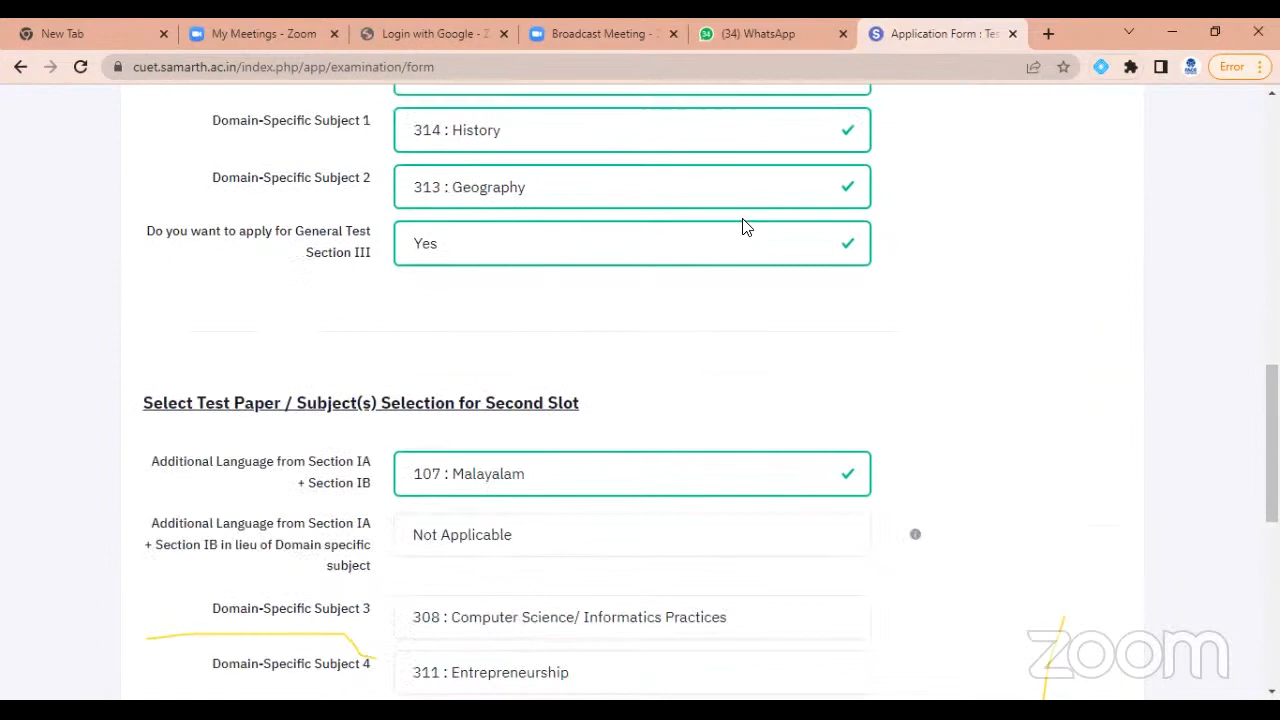 New Tab
My Meetings - Zoom
Login with Google - Z
Broadcast Meeting -
(34) WhatsApp
Application Form : Tes
cuet.samarth.ac.in/index.php/app/examination/form
Error
Domain-Specific Subject 1
314 : History
Domain-Specific Subject 2
313 : Geography
Do you want to apply for General Test
Section III
Yes
Select Test Paper / Subject(s) Selection for Second Slot
Additional Language from Section IA
+ Section IB
107 : Malayalam
Additional Language from Section IA
+ Section IB in lieu of Domain specific
subject
Not Applicable
Domain-Specific Subject 3
308 : Computer Science/ Informatics Practices
Domain-Specific Subject 4
311 : Entrepreneurship
zoom